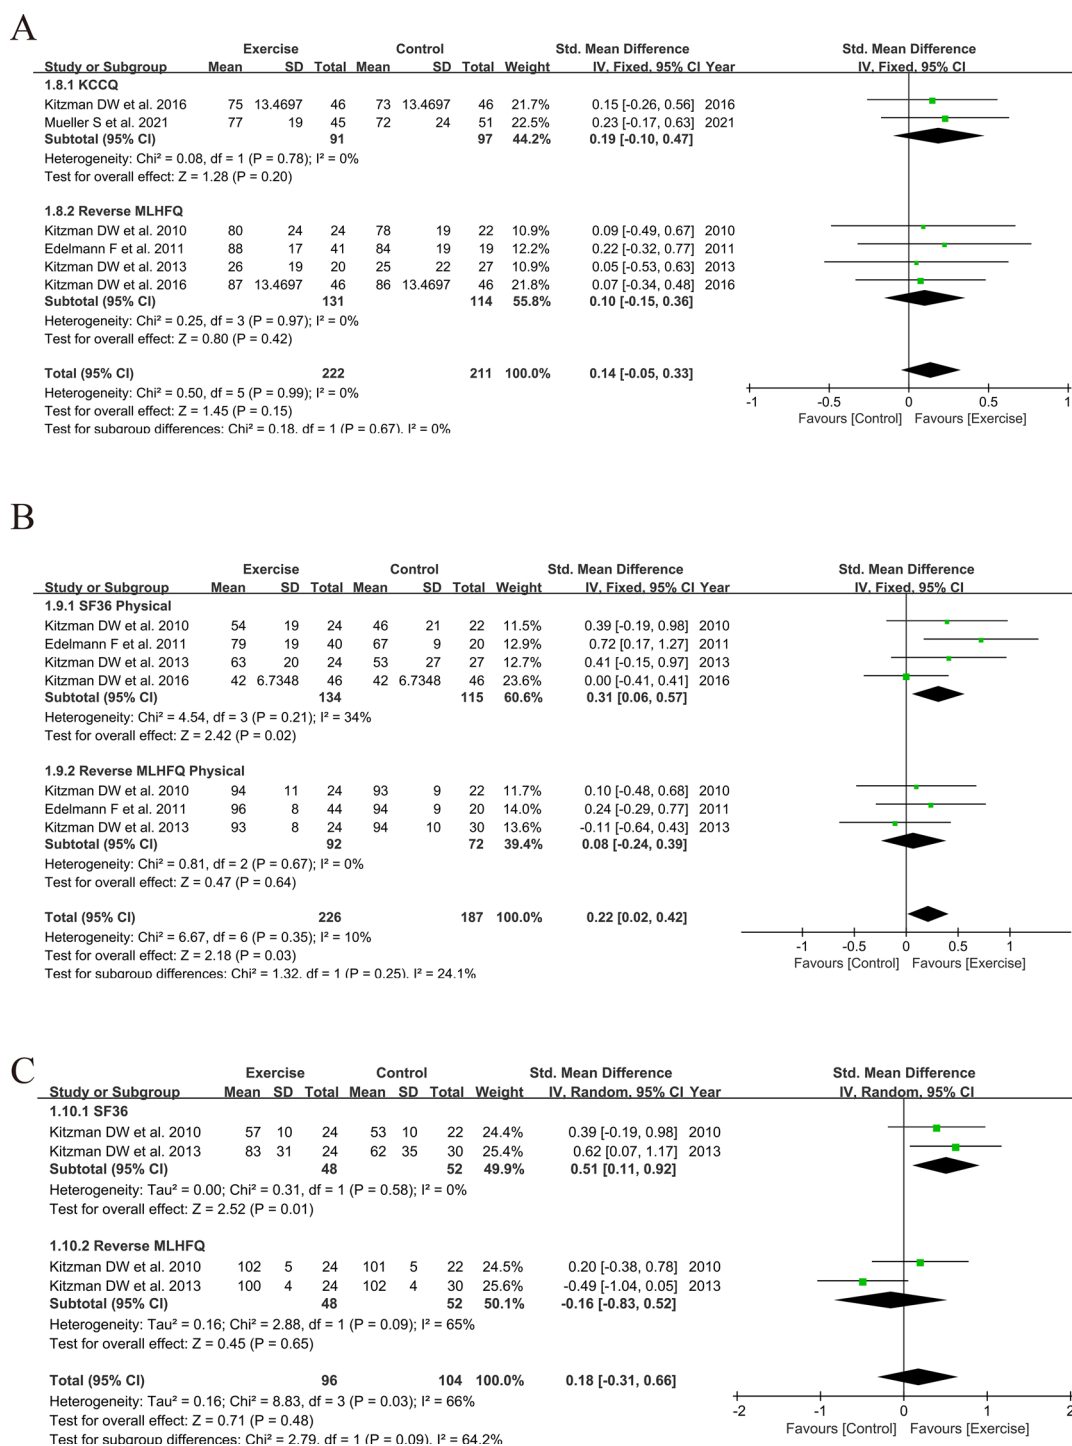 A
Exercise Control Std. Mean Difference Std. Mean Difference
Study or Subgroup Mean SD Total Mean SD Total Weight IV, Fixed, 95% CI Year IV, Fixed, 95% CI
1.8.1 KCCQ
Kitzman DW et al. 2016 75 13.4697 46 73 13.4697 46 21.7% 0.15 [-0.26, 0.56] 2016
Mueller S et al. 2021 77 19 45 72 24 51 22.5% 0.23 [-0.17, 0.63] 2021
Subtotal (95% CI) 91 97 44.2% 0.19 [-0.10, 0.47]
Heterogeneity: Chi² = 0.08, df = 1 (P = 0.78); I² = 0%
Test for overall effect: Z = 1.28 (P = 0.20)
1.8.2 Reverse MLHFQ
Kitzman DW et al. 2010 80 24 24 78 19 22 10.9% 0.09 [-0.49, 0.67] 2010
Edelmann F et al. 2011 88 17 41 84 19 19 12.2% 0.22 [-0.32, 0.77] 2011
Kitzman DW et al. 2013 26 19 20 25 22 27 10.9% 0.05 [-0.53, 0.63] 2013
Kitzman DW et al. 2016 87 13.4697 46 86 13.4697 46 21.8% 0.07 [-0.34, 0.48] 2016
Subtotal (95% CI) 131 114 55.8% 0.10 [-0.15, 0.36]
Heterogeneity: Chi² = 0.25, df = 3 (P = 0.97); I² = 0%
Test for overall effect: Z = 0.80 (P = 0.42)
Total (95% CI) 222 211 100.0% 0.14 [-0.05, 0.33]
Heterogeneity: Chi² = 0.50, df = 5 (P = 0.99); I² = 0%
Test for overall effect: Z = 1.45 (P = 0.15)
Test for subgroup differences: Chi² = 0.18, df = 1 (P = 0.67), I² = 0%
-1 -0.5 0 0.5 1
Favours [Control] Favours [Exercise]
B
Exercise Control Std. Mean Difference Std. Mean Difference
Study or Subgroup Mean SD Total Mean SD Total Weight IV, Fixed, 95% CI Year IV, Fixed, 95% CI
1.9.1 SF36 Physical
Kitzman DW et al. 2010 54 19 24 46 21 22 11.5% 0.39 [-0.19, 0.98] 2010
Edelmann F et al. 2011 79 19 40 67 9 20 12.9% 0.72 [0.17, 1.27] 2011
Kitzman DW et al. 2013 63 20 24 53 27 27 12.7% 0.41 [-0.15, 0.97] 2013
Kitzman DW et al. 2016 42 6.7348 46 42 6.7348 46 23.6% 0.00 [-0.41, 0.41] 2016
Subtotal (95% CI) 134 115 60.6% 0.31 [0.06, 0.57]
Heterogeneity: Chi² = 4.54, df = 3 (P = 0.21); I² = 34%
Test for overall effect: Z = 2.42 (P = 0.02)
1.9.2 Reverse MLHFQ Physical
Kitzman DW et al. 2010 94 11 24 93 9 22 11.7% 0.10 [-0.48, 0.68] 2010
Edelmann F et al. 2011 96 8 44 94 9 20 14.0% 0.24 [-0.29, 0.77] 2011
Kitzman DW et al. 2013 93 8 24 94 10 30 13.6% -0.11 [-0.64, 0.43] 2013
Subtotal (95% CI) 92 72 39.4% 0.08 [-0.24, 0.39]
Heterogeneity: Chi² = 0.81, df = 2 (P = 0.67); I² = 0%
Test for overall effect: Z = 0.47 (P = 0.64)
Total (95% CI) 226 187 100.0% 0.22 [0.02, 0.42]
Heterogeneity: Chi² = 6.67, df = 6 (P = 0.35); I² = 10%
Test for overall effect: Z = 2.18 (P = 0.03)
Test for subgroup differences: Chi² = 1.32, df = 1 (P = 0.25), I² = 24.1%
-1 -0.5 0 0.5 1
Favours [Control] Favours [Exercise]
C
Exercise Control Std. Mean Difference Std. Mean Difference
Study or Subgroup Mean SD Total Mean SD Total Weight IV, Random, 95% CI Year IV, Random, 95% CI
1.10.1 SF36
Kitzman DW et al. 2010 57 10 24 53 10 22 24.4% 0.39 [-0.19, 0.98] 2010
Kitzman DW et al. 2013 83 31 24 62 35 30 25.4% 0.62 [0.07, 1.17] 2013
Subtotal (95% CI) 48 52 49.9% 0.51 [0.11, 0.92]
Heterogeneity: Tau² = 0.00; Chi² = 0.31, df = 1 (P = 0.58); I² = 0%
Test for overall effect: Z = 2.52 (P = 0.01)
1.10.2 Reverse MLHFQ
Kitzman DW et al. 2010 102 5 24 101 5 22 24.5% 0.20 [-0.38, 0.78] 2010
Kitzman DW et al. 2013 100 4 24 102 4 30 25.6% -0.49 [-1.04, 0.05] 2013
Subtotal (95% CI) 48 52 50.1% -0.16 [-0.83, 0.52]
Heterogeneity: Tau² = 0.16; Chi² = 2.88, df = 1 (P = 0.09); I² = 65%
Test for overall effect: Z = 0.45 (P = 0.65)
Total (95% CI) 96 104 100.0% 0.18 [-0.31, 0.66]
Heterogeneity: Tau² = 0.16; Chi² = 8.83, df = 3 (P = 0.03); I² = 66%
Test for overall effect: Z = 0.71 (P = 0.48)
Test for subgroup differences: Chi² = 2.79, df = 1 (P = 0.09), I² = 64.2%
-2 -1 0 1 2
Favours [Control] Favours [Exercise]